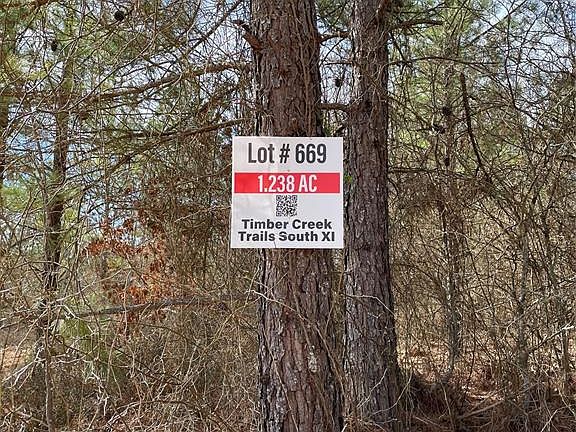 Lot # 669
1.238 AC
Timber Creek
Trails South XI